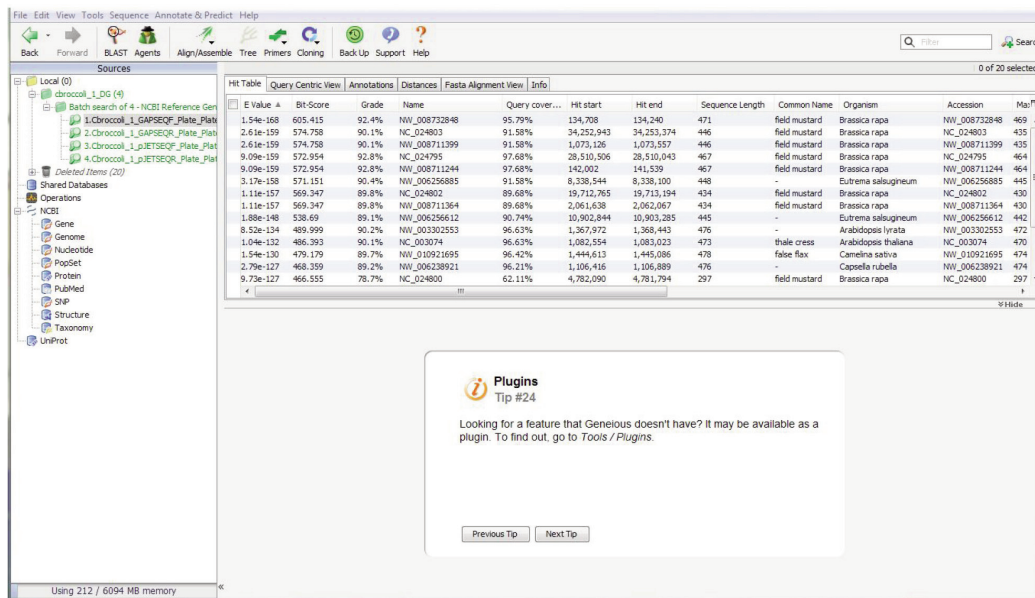 File Edit View Tools Sequence Annotate & Predict Help
Back Forward BLAST Agents Align/Assemble Tree Primers Cloning Back Up Support Help Filter Sear
Sources
0 of 20 selected
Local (0)
cbroccoli_1_DG (4)
Batch search of 4 - NCBI Reference Gen
1.Cbroccoli_1_GAPSEQF_Plate_Plate
2.Cbroccoli_1_GAPSEQR_Plate_Plat
3.Cbroccoli_1_pJETSEQF_Plate_Plat
4.Cbroccoli_1_pJETSEQR_Plate_Plat
Deleted Items (20)
Shared Databases
Operations
NCBI
Gene
Genome
Nucleotide
PopSet
Protein
PubMed
SNP
Structure
Taxonomy
UniProt
Using 212 / 6094 MB memory
Hit Table Query Centric View Annotations Distances Fasta Alignment View Info
E Value Bit-Score Grade Name Query cover... Hit start Hit end Sequence Length Common Name Organism Accession Max
1.54e-168 605.415 92.4% NW_008732848 95.79% 134,708 134,240 471 field mustard Brassica rapa NW_008732848 469
2.61e-159 574.758 90.1% NC_024803 91.58% 34,252,943 34,253,374 446 field mustard Brassica rapa NC_024803 435
2.61e-159 574.758 90.1% NW_008711399 91.58% 1,073,126 1,073,557 446 field mustard Brassica rapa NW_008711399 435
9.09e-159 572.954 92.8% NC_024795 97.68% 28,510,506 28,510,043 467 field mustard Brassica rapa NC_024795 464
9.09e-159 572.954 92.8% NW_008711244 97.68% 142,002 141,539 467 field mustard Brassica rapa NW_008711244 464
3.17e-158 571.151 90.4% NW_006256885 91.58% 8,338,544 8,338,100 448 - Eutrema salsugineum NW_006256885 445
1.11e-157 569.347 89.8% NC_024802 89.68% 19,712,765 19,713,194 434 field mustard Brassica rapa NC_024802 430
1.11e-157 569.347 89.8% NW_008711364 89.68% 2,061,638 2,062,067 434 field mustard Brassica rapa NW_008711364 430
1.88e-148 538.69 89.1% NW_006256612 90.74% 10,902,844 10,903,285 445 - Eutrema salsugineum NW_006256612 442
8.52e-134 489.999 90.2% NW_003302553 96.63% 1,367,972 1,368,443 476 - Arabidopsis lyrata NW_003302553 472
1.04e-132 486.393 90.1% NC_003074 96.63% 1,082,554 1,083,023 473 thale cress Arabidopsis thaliana NC_003074 470
1.54e-130 479.179 89.7% NW_010921695 96.42% 1,444,613 1,445,086 478 false flax Camelina sativa NW_010921695 474
2.79e-127 468.359 89.2% NW_006238921 96.21% 1,106,416 1,106,889 476 - Capsella rubella NW_006238921 474
9.73e-127 466.555 78.7% NC_024800 62.11% 4,782,090 4,781,794 297 field mustard Brassica rapa NC_024800 297
Hide
Plugins
Tip #24
Looking for a feature that Geneious doesn't have? It may be available as a
plugin. To find out, go to Tools / Plugins.
Previous Tip Next Tip